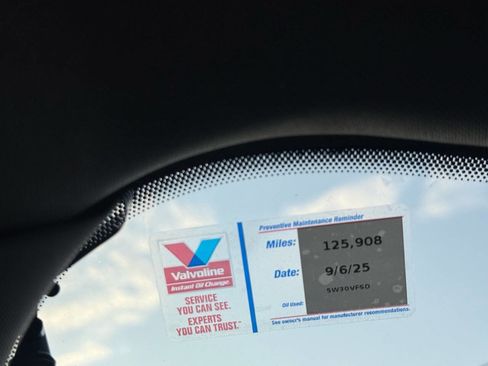 Valvoline
Instant Oil Change
SERVICE
YOU CAN SEE.
EXPERTS
YOU CAN TRUST.™
Preventive Maintenance Reminder
Miles: 125,908
Date: 9/6/25
Oil Used: 5W30VFSD
See owner's manual for manufacturer recommendations.